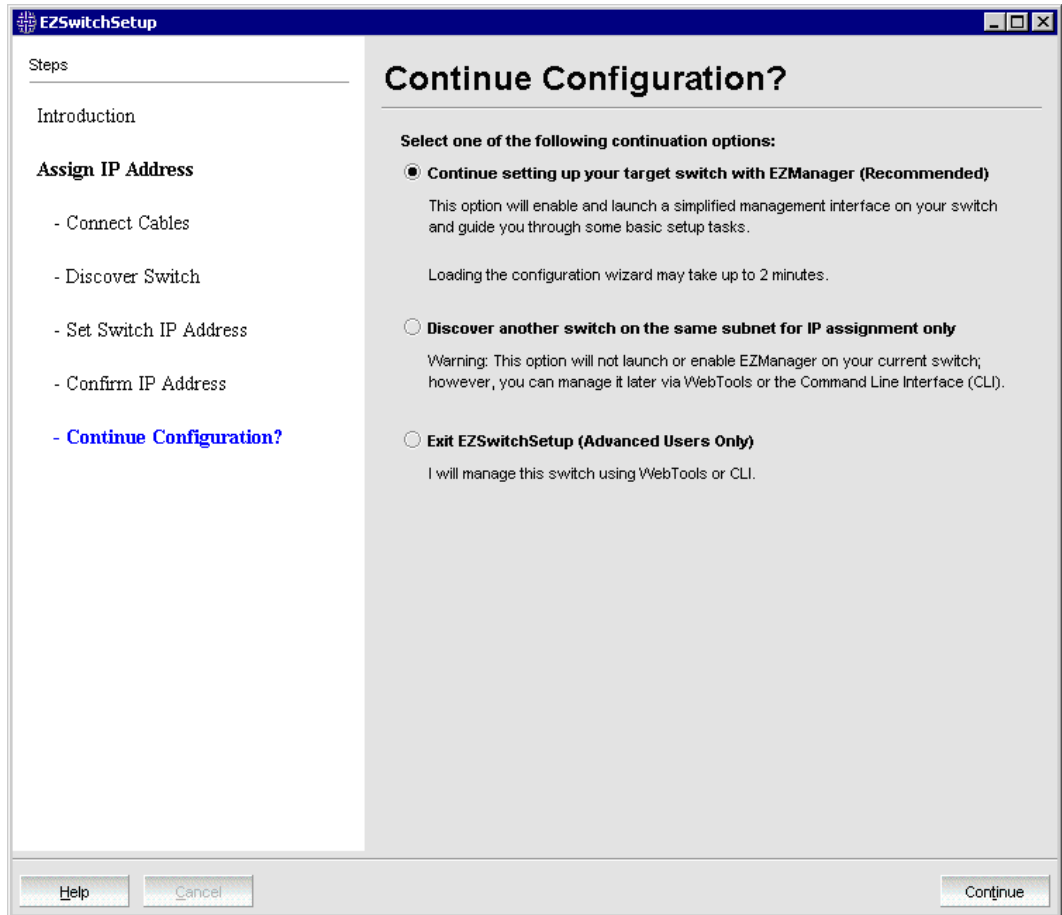 EZSwitchSetup
Steps
Introduction
Assign IP Address
- Connect Cables
- Discover Switch
- Set Switch IP Address
- Confirm IP Address
- Continue Configuration?
Continue Configuration?
Select one of the following continuation options:
Continue setting up your target switch with EZManager (Recommended)
This option will enable and launch a simplified management interface on your switch
and guide you through some basic setup tasks.
Loading the configuration wizard may take up to 2 minutes.
Discover another switch on the same subnet for IP assignment only
Warning: This option will not launch or enable EZManager on your current switch;
however, you can manage it later via WebTools or the Command Line Interface (CLI).
Exit EZSwitchSetup (Advanced Users Only)
I will manage this switch using WebTools or CLI.
Help
Cancel
Continue